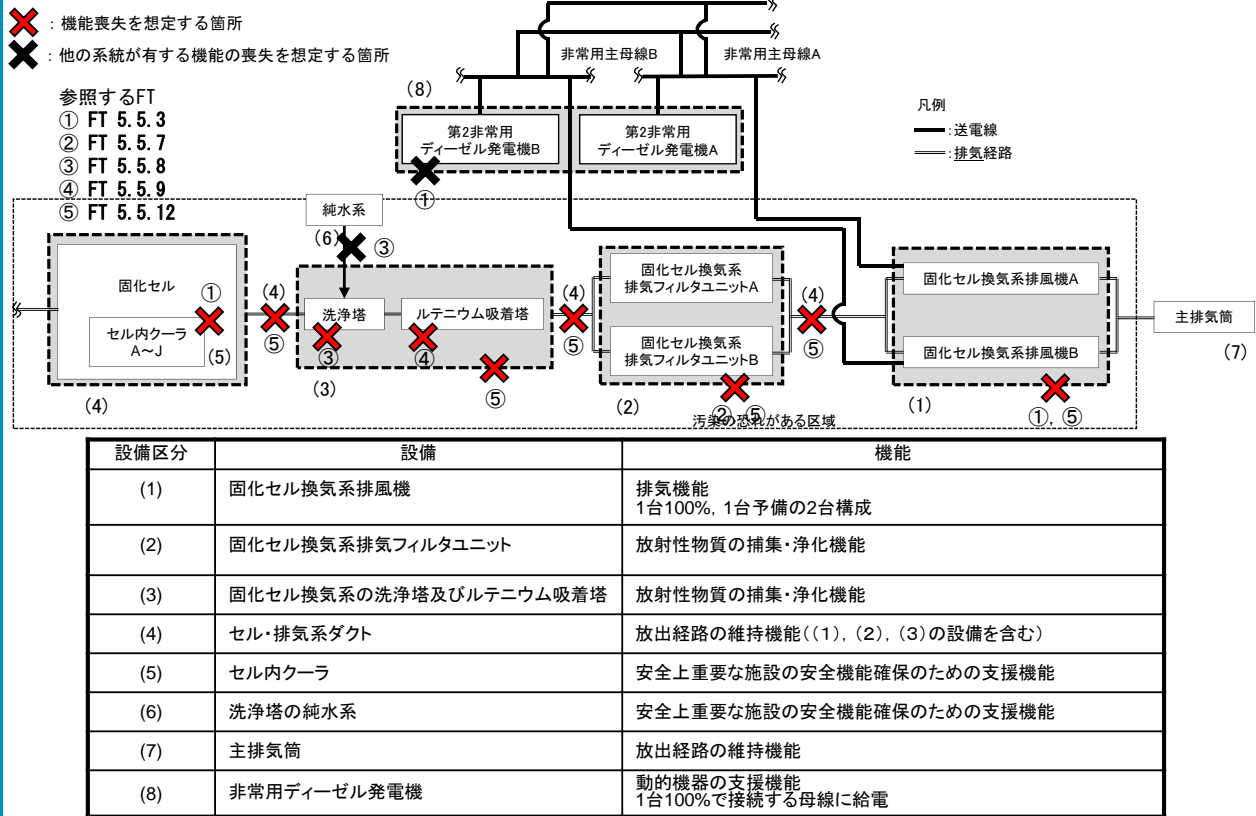 ：機能喪失を想定する箇所
：他の系統が有する機能の喪失を想定する箇所
参照するFT
① FT 5.5.3
② FT 5.5.7
③ FT 5.5.8
④ FT 5.5.9
⑤ FT 5.5.12
非常用主母線B
非常用主母線A
(8)
第2非常用
ディーゼル発電機B
第2非常用
ディーゼル発電機A
①
凡例
：送電線
：排気経路
純水系
(6)
③
固化セル
①
セル内クーラ
A～J
(5)
(4)
(4)
⑤
洗浄塔
③
ルテニウム吸着塔
④
⑤
(3)
(4)
⑤
固化セル換気系
排気フィルタユニットA
固化セル換気系
排気フィルタユニットB
(2)
②, ⑤
汚染の恐れがある区域
(4)
⑤
固化セル換気系排風機A
固化セル換気系排風機B
(1)
①, ⑤
主排気筒
(7)
設備区分 設備 機能
(1) 固化セル換気系排風機 排気機能
1台100%, 1台予備の2台構成
(2) 固化セル換気系排気フィルタユニット 放射性物質の捕集・浄化機能
(3) 固化セル換気系の洗浄塔及びルテニウム吸着塔 放射性物質の捕集・浄化機能
(4) セル・排気系ダクト 放出経路の維持機能((1), (2), (3)の設備を含む)
(5) セル内クーラ 安全上重要な施設の安全機能確保のための支援機能
(6) 洗浄塔の純水系 安全上重要な施設の安全機能確保のための支援機能
(7) 主排気筒 放出経路の維持機能
(8) 非常用ディーゼル発電機 動的機器の支援機能
1台100%で接続する母線に給電